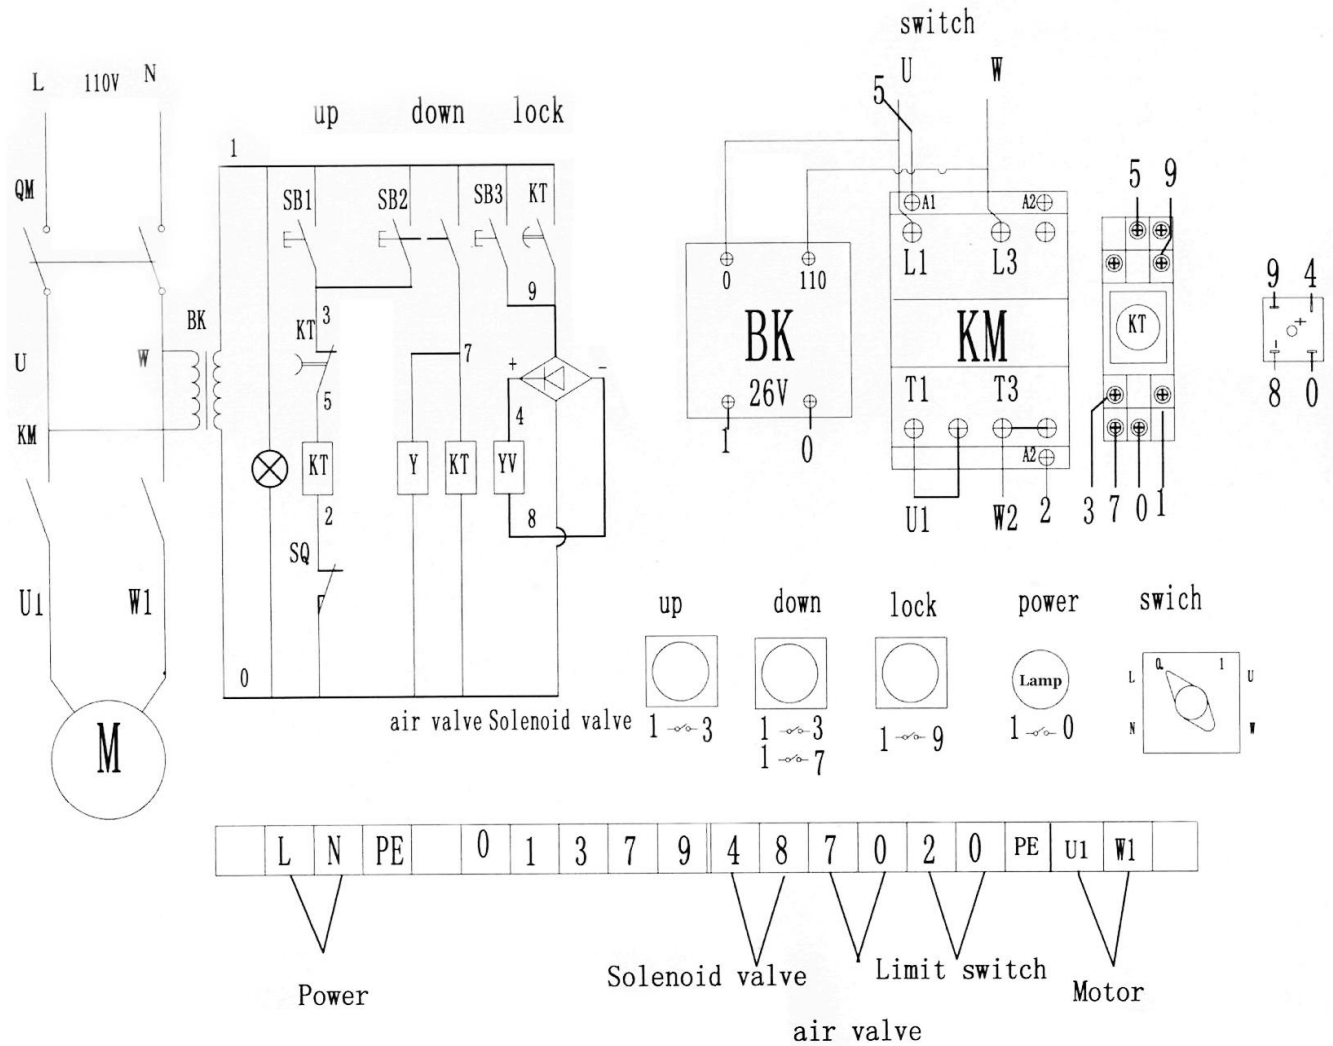 switch
L 110V N
U W
5
up down lock
1
5 9
QM
SB1 SB2 SB3 KT
A1 A2
L1 L3
0 110
9
9 4
3
BK
KT
BK
KM
KT
+
U W
7
+ -
-
26V
T1 T3
8 0
5
4
3
KM
1 0
A2
KT Y KT YV
U1 W2 2 3 7 0 1
2 8
SQ
U1 W1
up down lock power swich
0 1
L U
Lamp
N W
0
air valve Solenoid valve
1 3
1 3
1 7
1 9
1 0
M
L N PE 0 1 3 7 9 4 8 7 0 2 0 PE U1 W1
Power
Solenoid valve
Limit switch
Motor
air valve